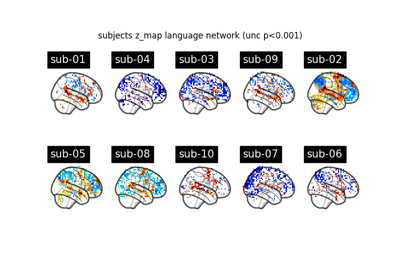 subjects z_map language network (unc p<0.001)
sub-01 sub-04 sub-03 sub-09 sub-02
sub-05 sub-08 sub-10 sub-07 sub-06